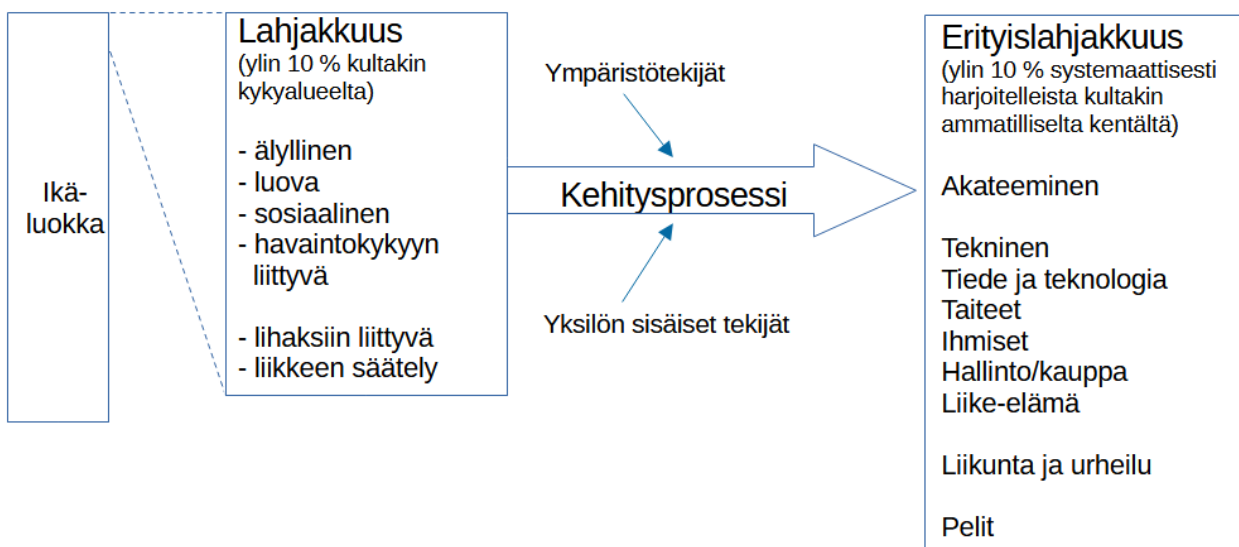 Ikä-
luokka
Lahjakkuus
(ylin 10 % kultakin
kykyalueelta)
- älyllinen
- luova
- sosiaalinen
- havaintokykyyn
liittyvä
- lihaksiin liittyvä
- liikkeen säätely
Ympäristötekijät
Kehitysprosessi
Yksilön sisäiset tekijät
Erityislahjakkuus
(ylin 10 % systemaattisesti
harjoitelleista kultakin
ammatilliselta kentältä)
Akateeminen
Tekninen
Tiede ja teknologia
Taiteet
Ihmiset
Hallinto/kauppa
Liike-elämä
Liikunta ja urheilu
Pelit